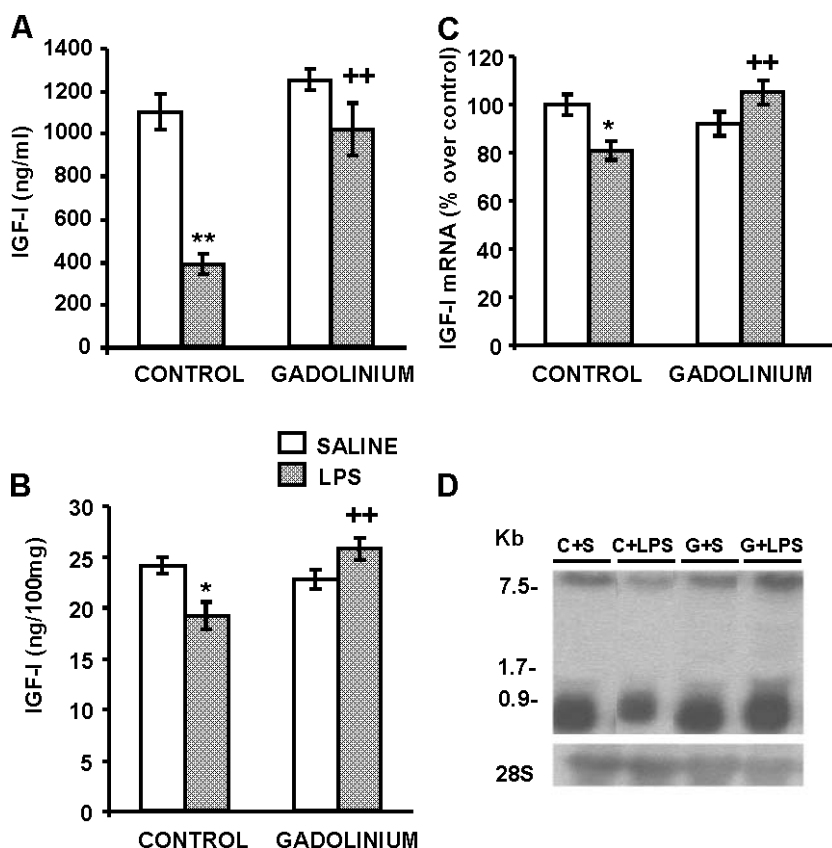 A
IGF-I (ng/ml)
1400
1200
1000
800
600
400
200
0
**
++
CONTROL GADOLINIUM
C
IGF-I mRNA (% over control)
120
100
80
60
40
20
0
*
++
CONTROL GADOLINIUM
SALINE
LPS
B
IGF-I (ng/100mg)
30
25
20
15
10
5
0
*
++
CONTROL GADOLINIUM
D
Kb
C+S C+LPS G+S G+LPS
7.5-
1.7-
0.9-
28S